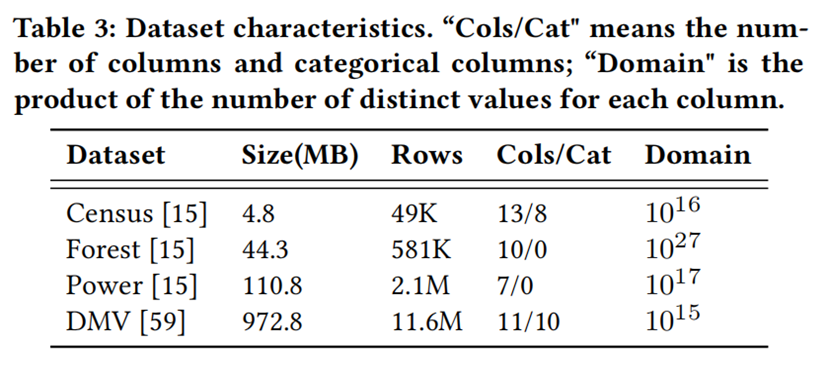 Table 3: Dataset characteristics. “Cols/Cat" means the num-
ber of columns and categorical columns; “Domain" is the
product of the number of distinct values for each column.
Dataset Size(MB) Rows Cols/Cat Domain
Census [15] 4.8 49K 13/8 10^16
Forest [15] 44.3 581K 10/0 10^27
Power [15] 110.8 2.1M 7/0 10^17
DMV [59] 972.8 11.6M 11/10 10^15